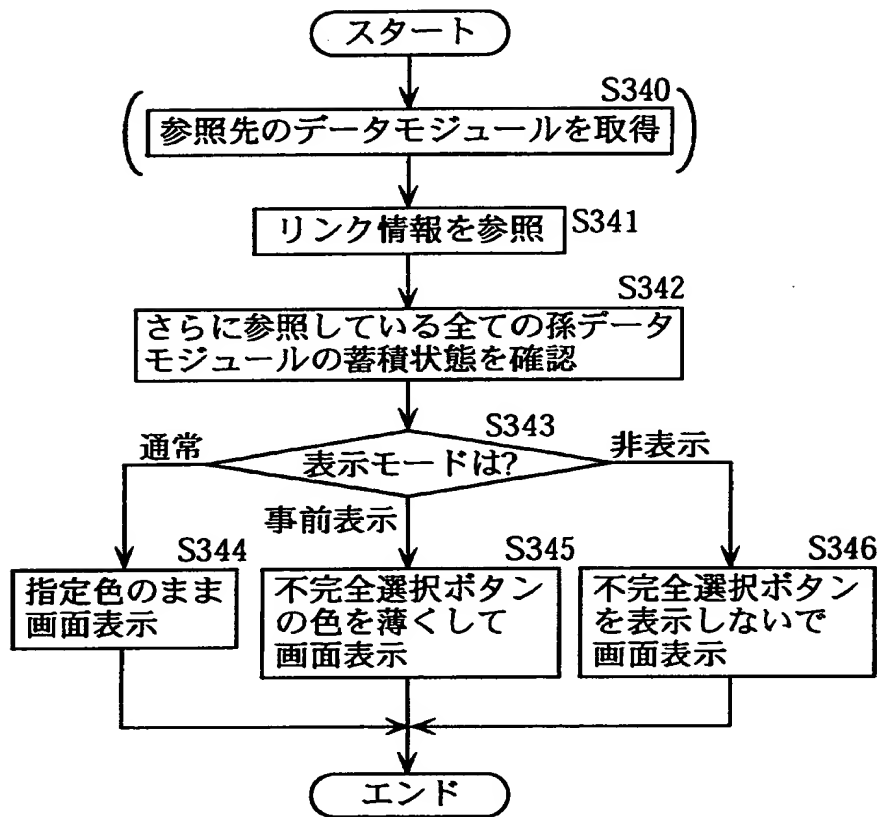 スタート
S340
参照先のデータモジュールを取得
リンク情報を参照
S341
S342
さらに参照している全ての孫データ
モジュールの蓄積状態を確認
S343
通常
表示モードは?
非表示
事前表示
S344
指定色のまま
画面表示
S345
不完全選択ボタン
の色を薄くして
画面表示
S346
不完全選択ボタン
を表示しないで
画面表示
エンド